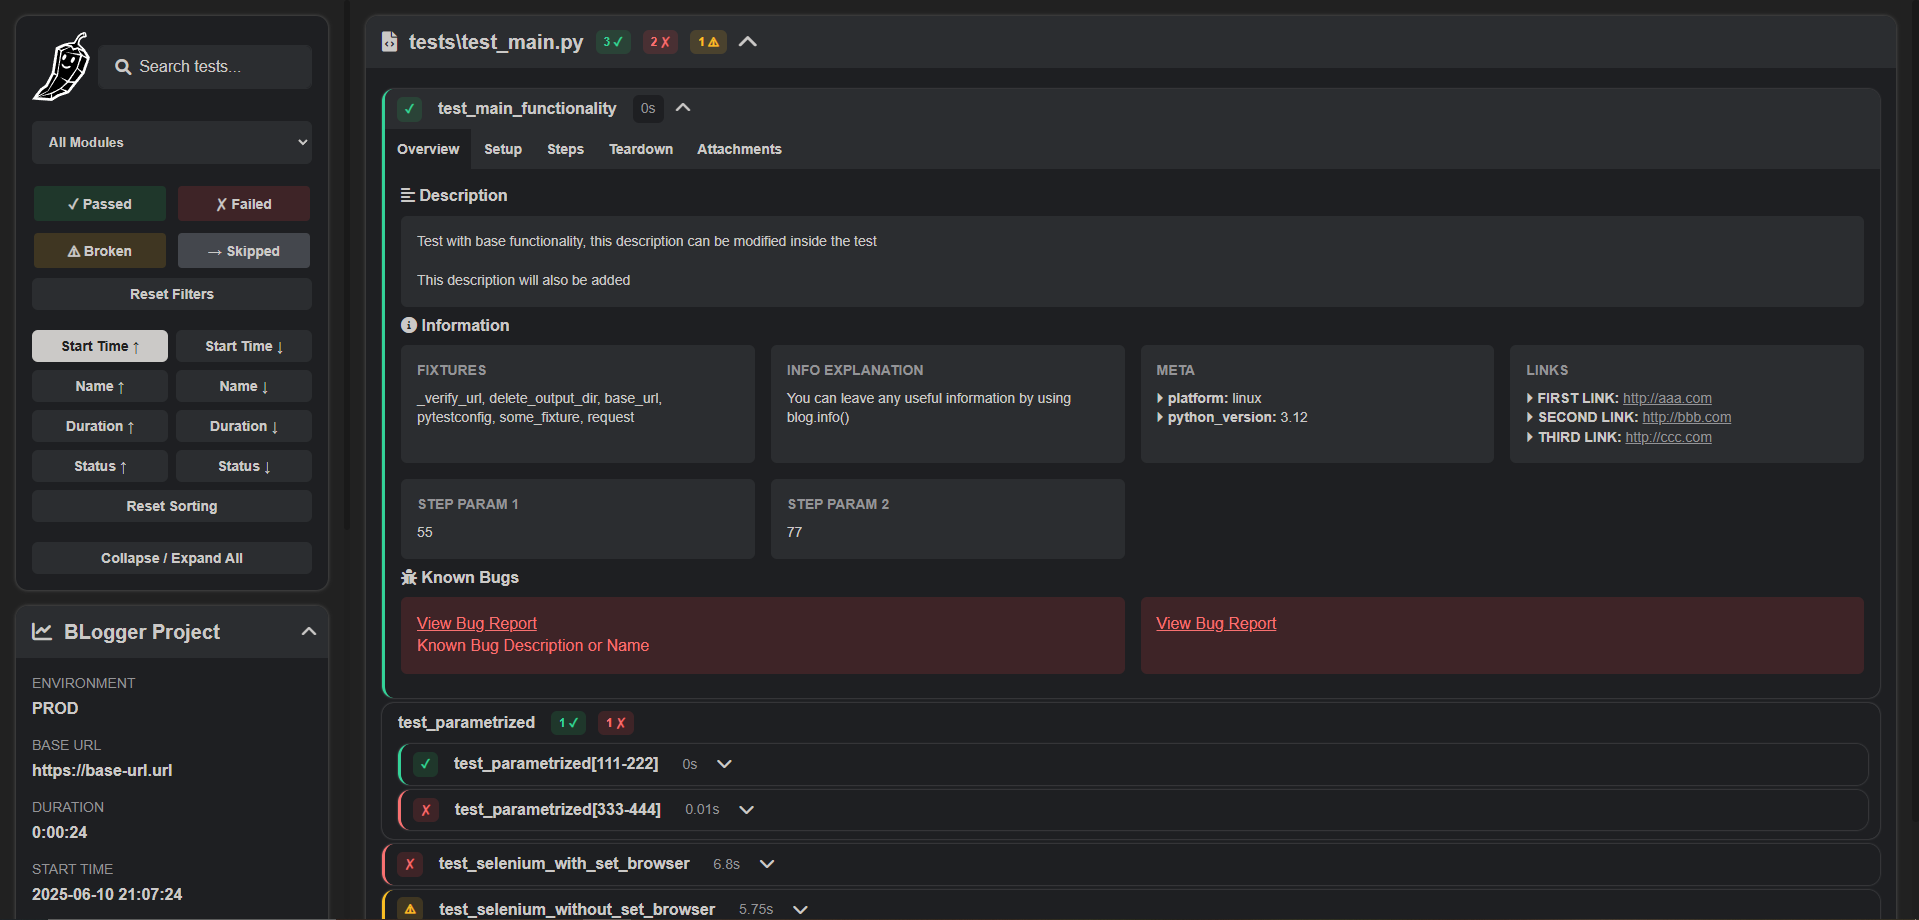 Search tests...
All Modules
✓ Passed
✗ Failed
⚠ Broken
→ Skipped
Reset Filters
Start Time ↑
Start Time ↓
Name ↑
Name ↓
Duration ↑
Duration ↓
Status ↑
Status ↓
Reset Sorting
Collapse / Expand All
BLogger Project
ENVIRONMENT
PROD
BASE URL
https://base-url.url
DURATION
0:00:24
START TIME
2025-06-10 21:07:24
tests\test_main.py 3 ✓ 2 ✗ 1 ⚠
✓ test_main_functionality 0s
Overview Setup Steps Teardown Attachments
Description
Test with base functionality, this description can be modified inside the test
This description will also be added
Information
FIXTURES
_verify_url, delete_output_dir, base_url,
pytestconfig, some_fixture, request
INFO EXPLANATION
You can leave any useful information by using
blog.info()
META
platform: linux
python_version: 3.12
LINKS
FIRST LINK: http://aaa.com
SECOND LINK: http://bbb.com
THIRD LINK: http://ccc.com
STEP PARAM 1
55
STEP PARAM 2
77
Known Bugs
View Bug Report
Known Bug Description or Name
View Bug Report
test_parametrized 1 ✓ 1 ✗
✓ test_parametrized[111-222] 0s
✗ test_parametrized[333-444] 0.01s
✗ test_selenium_with_set_browser 6.8s
⚠ test_selenium_without_set_browser 5.75s